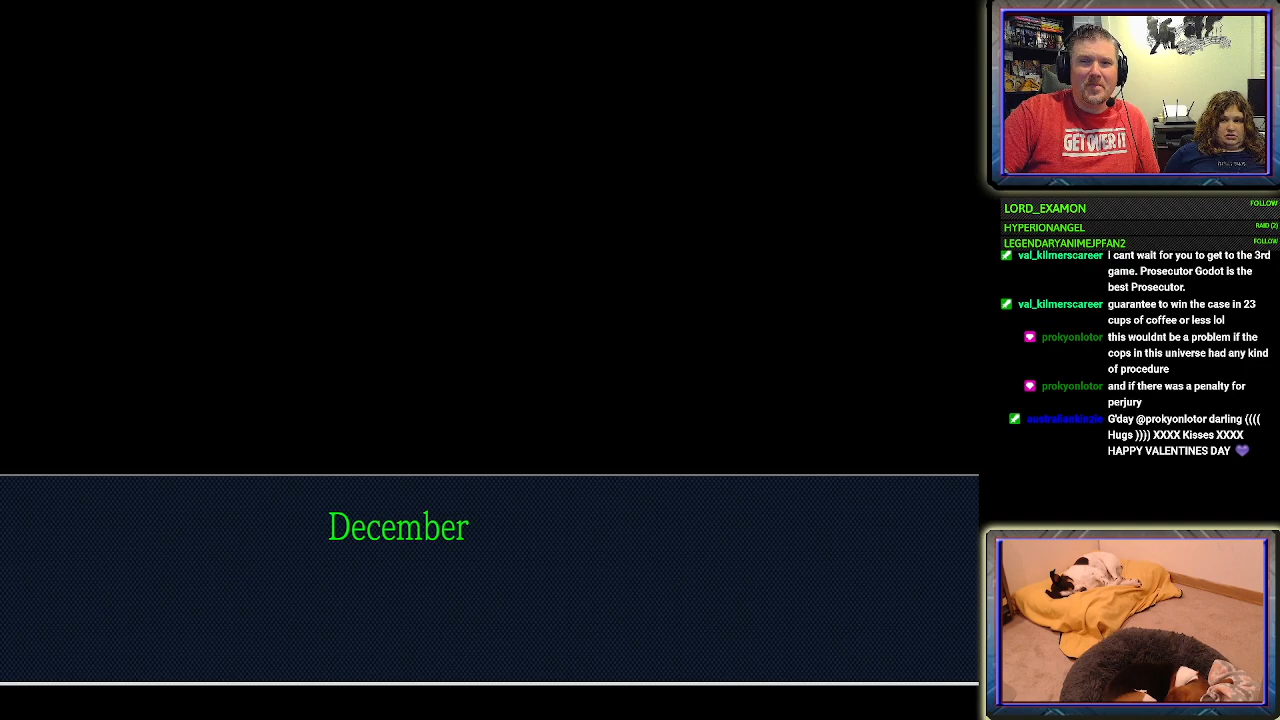 December
GET OVER IT
LORD_EXAMON FOLLOW
HYPERIONANGEL RAID (2)
LEGENDARYANIMEJPFAN2 FOLLOW
val_kilmerscareer I cant wait for you to get to the 3rd
game. Prosecutor Godot is the
best Prosecutor.
val_kilmerscareer guarantee to win the case in 23
cups of coffee or less lol
prokyonlotor this wouldnt be a problem if the
cops in this universe had any kind
of procedure
prokyonlotor and if there was a penalty for
perjury
australiankinzie G'day @prokyonlotor darling ((((
Hugs )))) XXXX Kisses XXXX
HAPPY VALENTINES DAY 💜